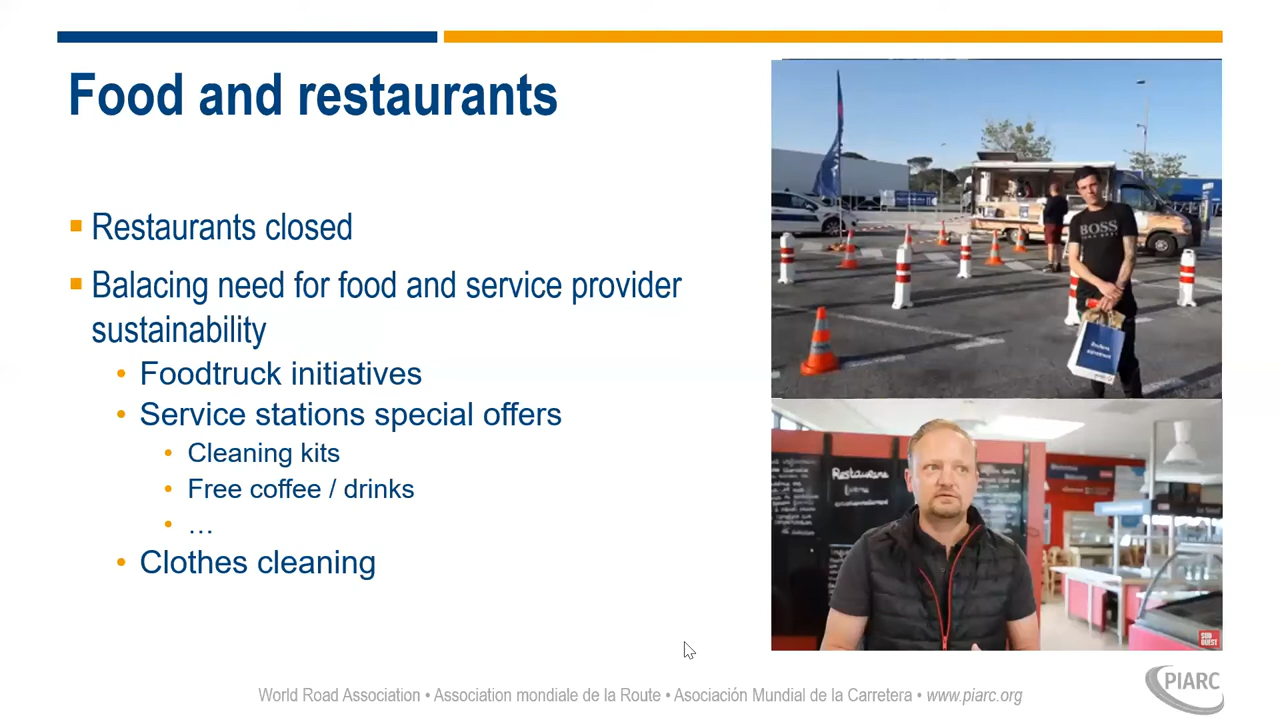 Food and restaurants
Restaurants closed
Balacing need for food and service provider
sustainability
Foodtruck initiatives
Service stations special offers
Cleaning kits
Free coffee / drinks
…
Clothes cleaning
BOSS
Restaurant
SUD
OUEST
World Road Association • Association mondiale de la Route • Asociación Mundial de la Carretera • www.piarc.org
PIARC